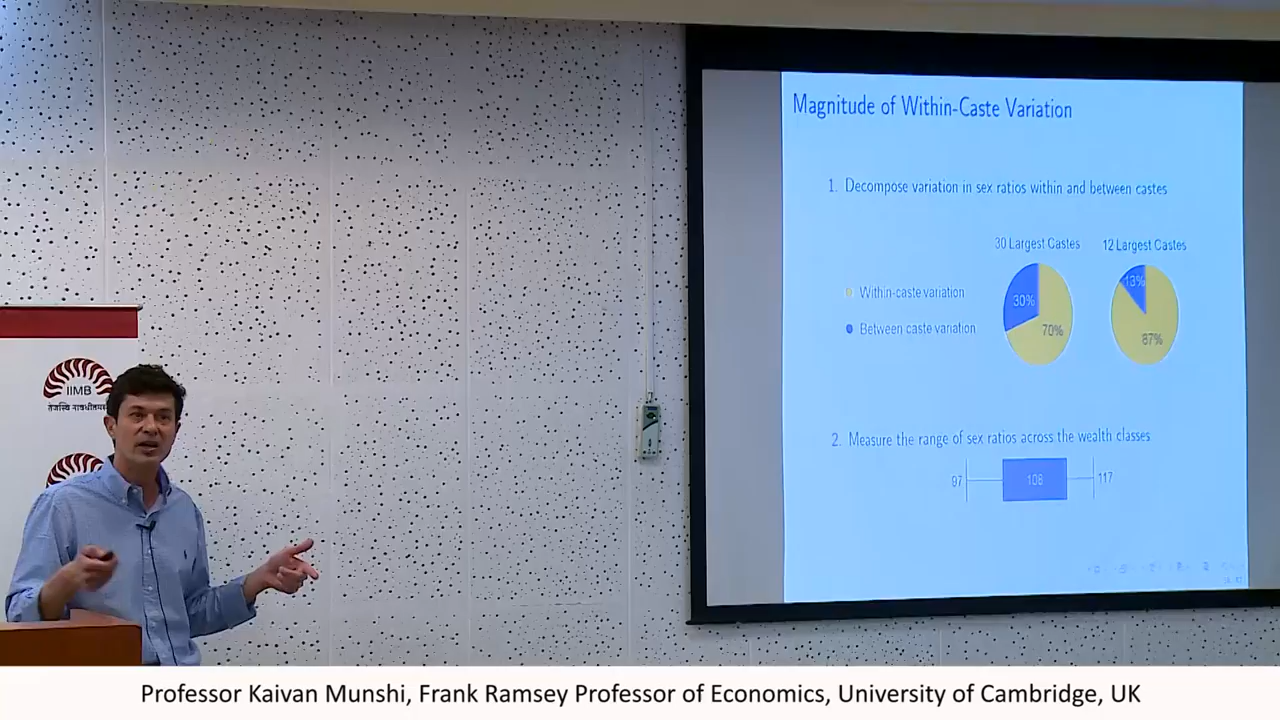 Magnitude of Within-Caste Variation
1. Decompose variation in sex ratios within and between castes
30 Largest Castes
12 Largest Castes
Within-caste variation
Between caste variation
30%
70%
13%
87%
2. Measure the range of sex ratios across the wealth classes
97
108
117
IIMB
Professor Kaivan Munshi, Frank Ramsey Professor of Economics, University of Cambridge, UK